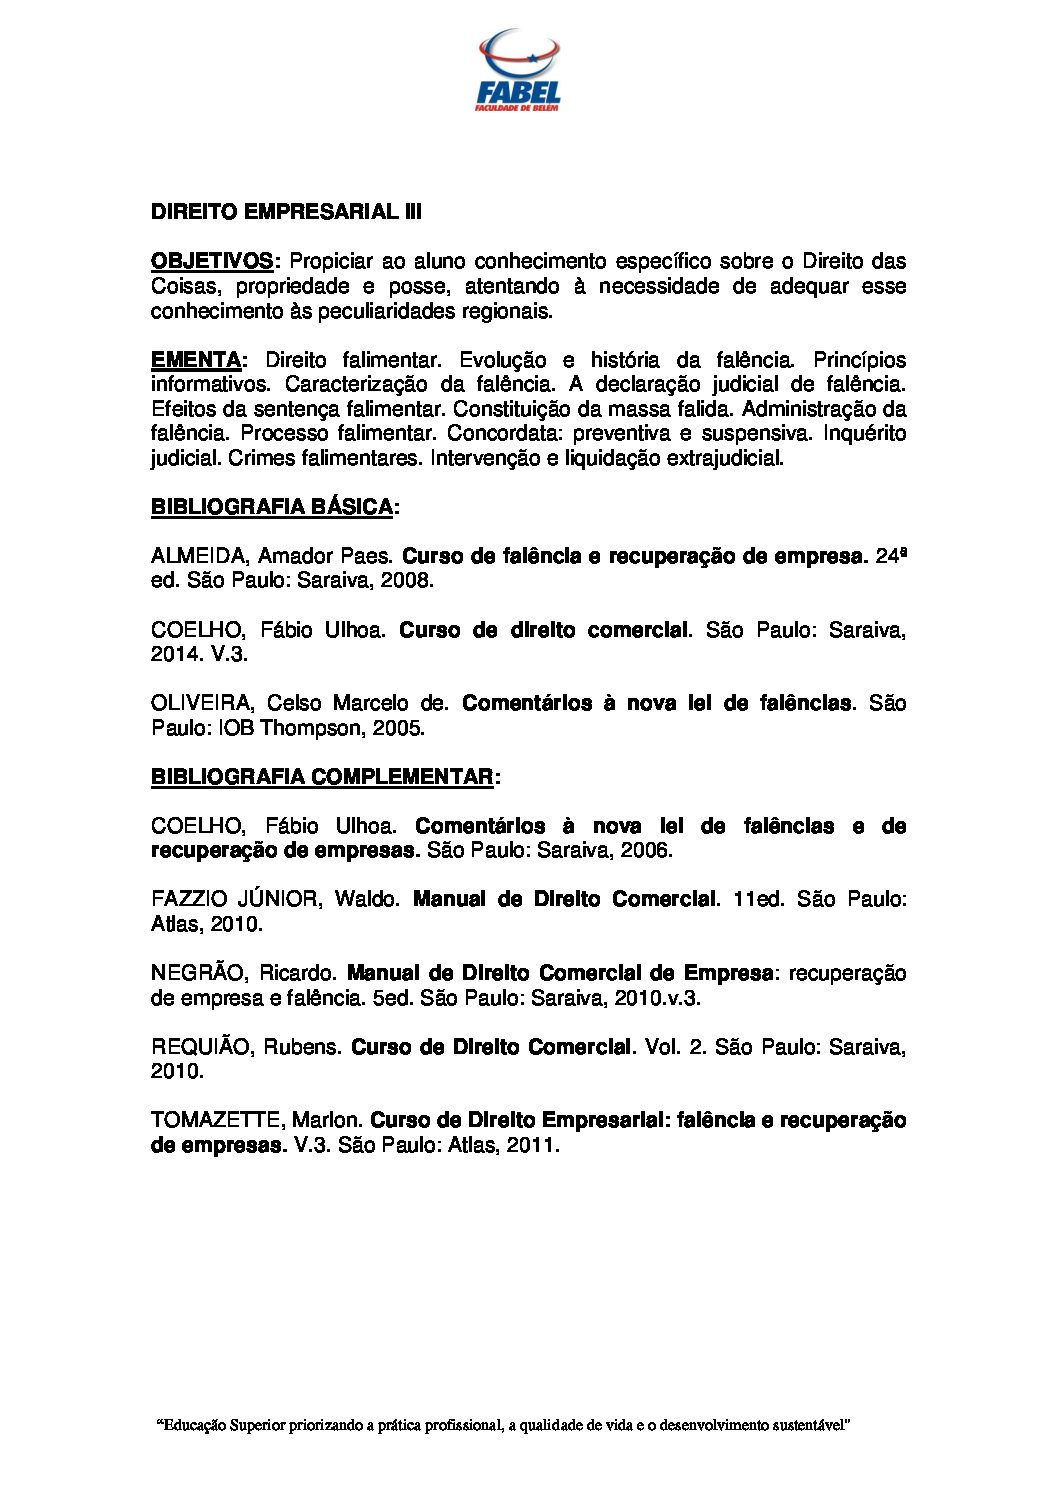 FABEL
FACULDADE DE BELÉM
DIREITO EMPRESARIAL III
OBJETIVOS: Propiciar ao aluno conhecimento específico sobre o Direito das
Coisas, propriedade e posse, atentando à necessidade de adequar esse
conhecimento às peculiaridades regionais.
EMENTA: Direito falimentar. Evolução e história da falência. Princípios
informativos. Caracterização da falência. A declaração judicial de falência.
Efeitos da sentença falimentar. Constituição da massa falida. Administração da
falência. Processo falimentar. Concordata: preventiva e suspensiva. Inquérito
judicial. Crimes falimentares. Intervenção e liquidação extrajudicial.
BIBLIOGRAFIA BÁSICA:
ALMEIDA, Amador Paes. Curso de falência e recuperação de empresa. 24ª
ed. São Paulo: Saraiva, 2008.
COELHO, Fábio Ulhoa. Curso de direito comercial. São Paulo: Saraiva,
2014. V.3.
OLIVEIRA, Celso Marcelo de. Comentários à nova lei de falências. São
Paulo: IOB Thompson, 2005.
BIBLIOGRAFIA COMPLEMENTAR:
COELHO, Fábio Ulhoa. Comentários à nova lei de falências e de
recuperação de empresas. São Paulo: Saraiva, 2006.
FAZZIO JÚNIOR, Waldo. Manual de Direito Comercial. 11ed. São Paulo:
Atlas, 2010.
NEGRÃO, Ricardo. Manual de Direito Comercial de Empresa: recuperação
de empresa e falência. 5ed. São Paulo: Saraiva, 2010.v.3.
REQUIÃO, Rubens. Curso de Direito Comercial. Vol. 2. São Paulo: Saraiva,
2010.
TOMAZETTE, Marlon. Curso de Direito Empresarial: falência e recuperação
de empresas. V.3. São Paulo: Atlas, 2011.
“Educação Superior priorizando a prática profissional, a qualidade de vida e o desenvolvimento sustentável"